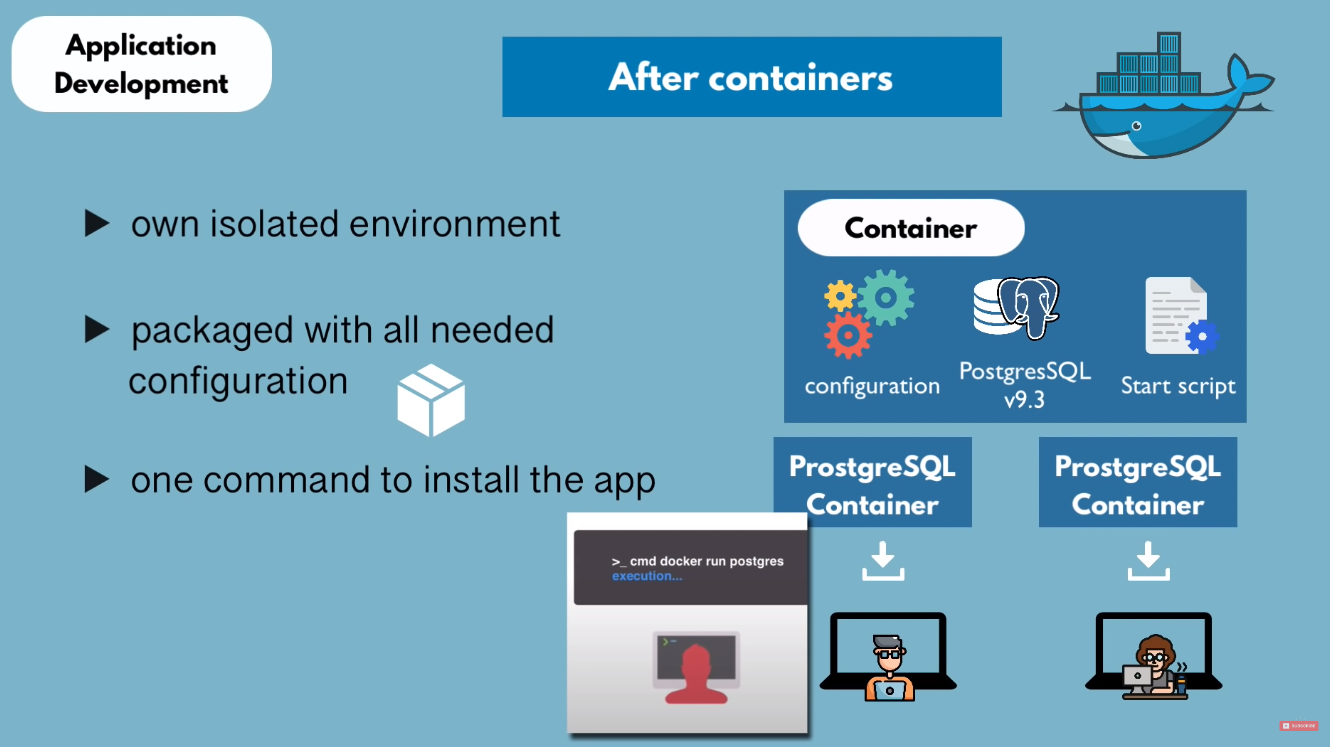 Application
Development
After containers
own isolated environment
packaged with all needed
configuration
one command to install the app
Container
configuration
PostgresSQL
v9.3
Start script
ProstgreSQL
Container
ProstgreSQL
Container
>_ cmd docker run postgres
execution...
SUBSCRIBE